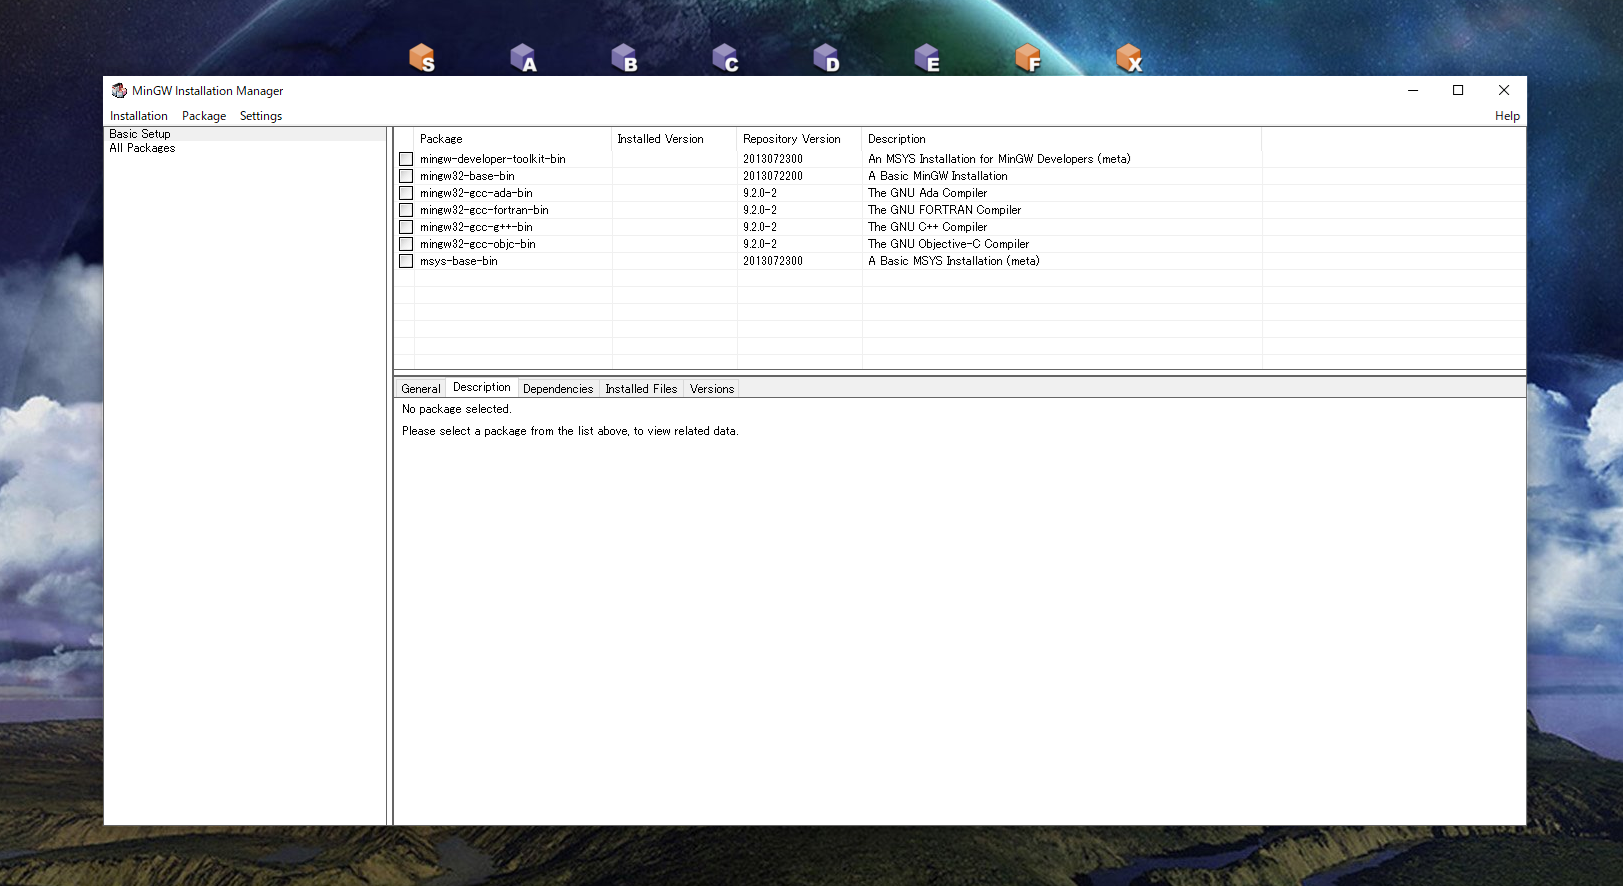 S A B C D E F X
MinGW Installation Manager
Installation Package Settings Help
Basic Setup
All Packages
Package Installed Version Repository Version Description
mingw-developer-toolkit-bin 2013072300 An MSYS Installation for MinGW Developers (meta)
mingw32-base-bin 2013072200 A Basic MinGW Installation
mingw32-gcc-ada-bin 9.2.0-2 The GNU Ada Compiler
mingw32-gcc-fortran-bin 9.2.0-2 The GNU FORTRAN Compiler
mingw32-gcc-g++-bin 9.2.0-2 The GNU C++ Compiler
mingw32-gcc-objc-bin 9.2.0-2 The GNU Objective-C Compiler
msys-base-bin 2013072300 A Basic MSYS Installation (meta)
General Description Dependencies Installed Files Versions
No package selected.
Please select a package from the list above, to view related data.